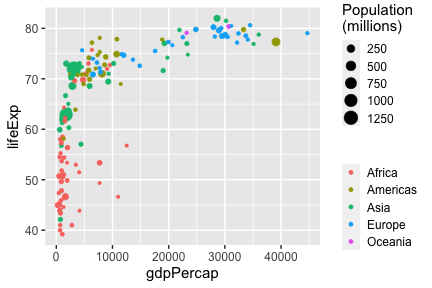 Population
(millions)
250
500
750
1000
1250
Africa
Americas
Asia
Europe
Oceania
lifeExp
80
70
60
50
40
0
10000
20000
30000
40000
gdpPercap